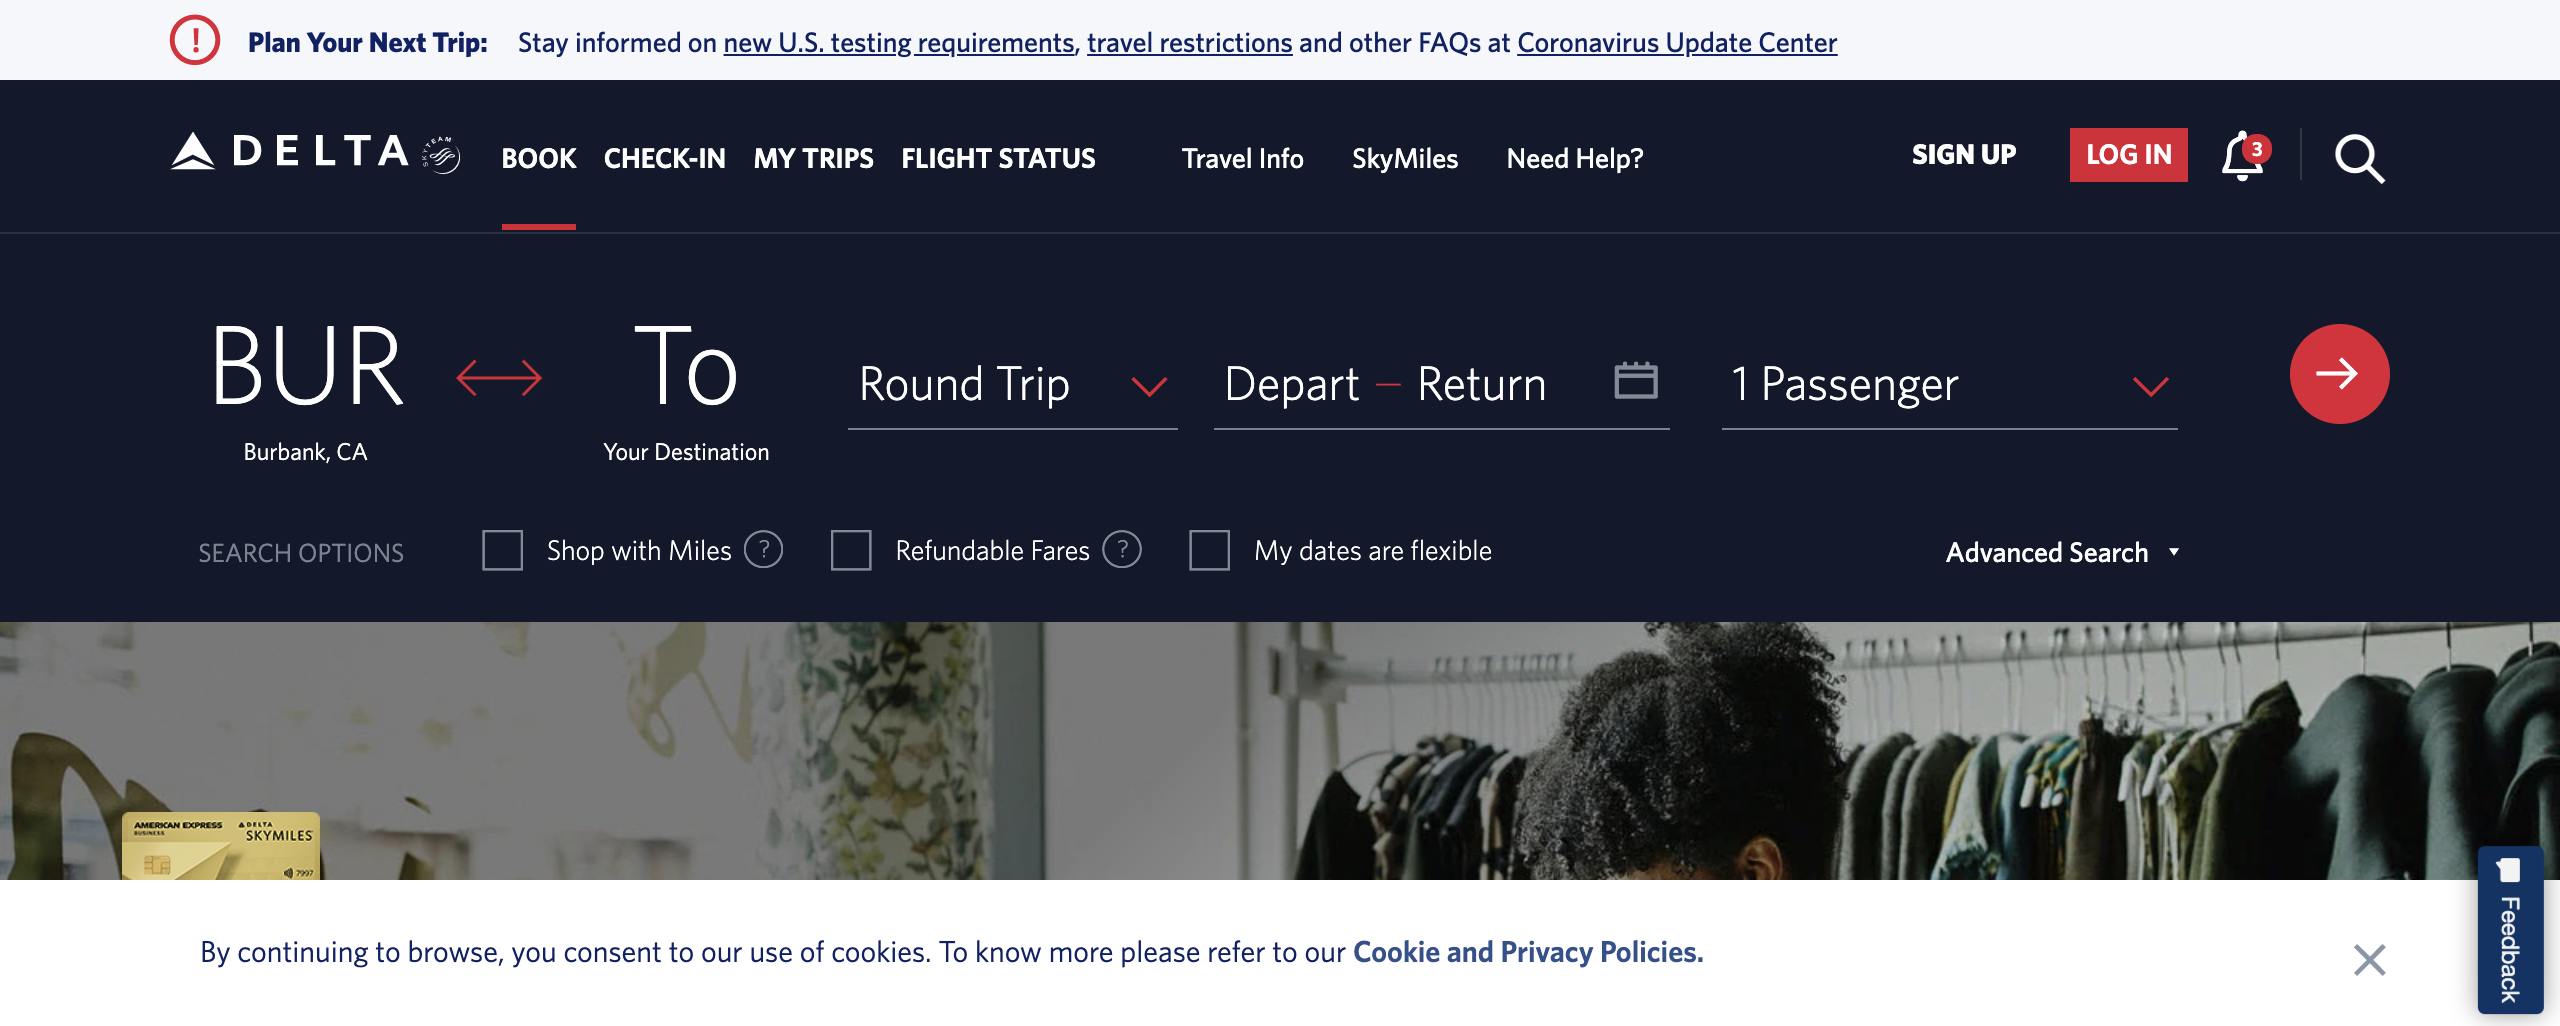 Plan Your Next Trip: Stay informed on new U.S. testing requirements, travel restrictions and other FAQs at Coronavirus Update Center
DELTA SKYTEAM BOOK CHECK-IN MY TRIPS FLIGHT STATUS Travel Info SkyMiles Need Help? SIGN UP LOG IN 3
BUR To Round Trip Depart – Return 1 Passenger
Burbank, CA Your Destination
SEARCH OPTIONS Shop with Miles ? Refundable Fares ? My dates are flexible Advanced Search
AMERICAN EXPRESS DELTA
BUSINESS SKYMILES
7997
By continuing to browse, you consent to our use of cookies. To know more please refer to our Cookie and Privacy Policies.
Feedback